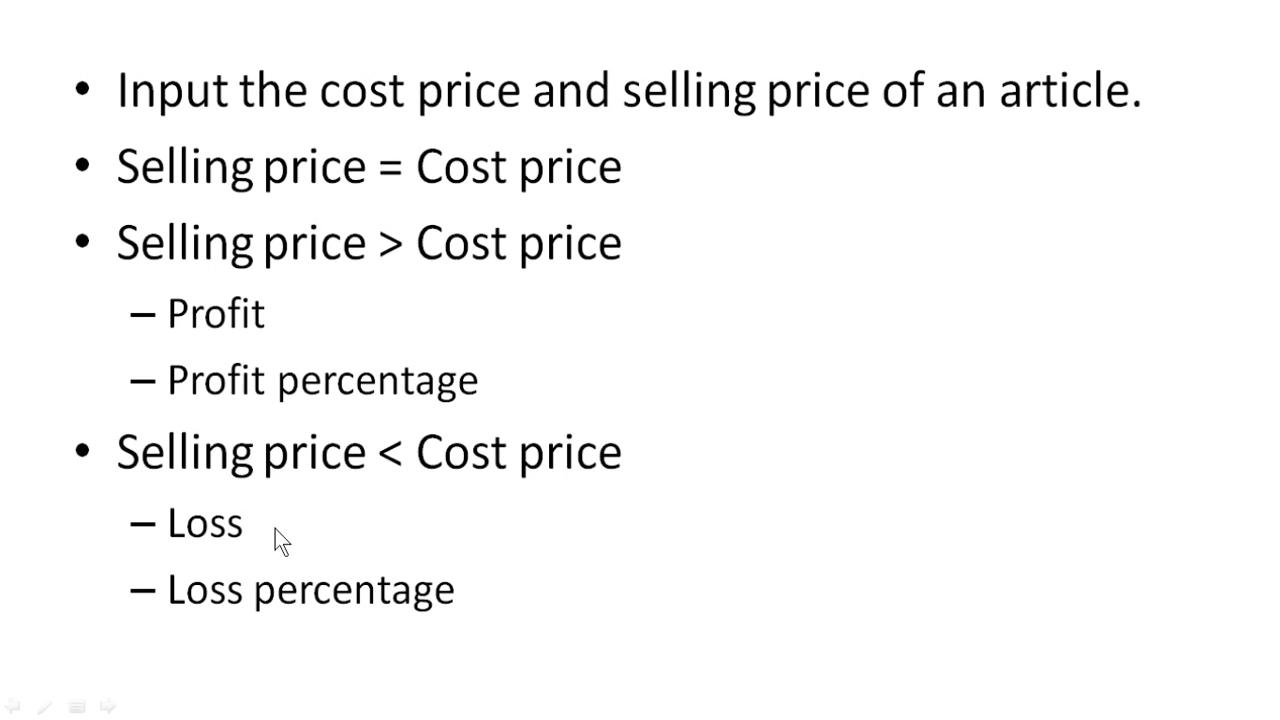 • Input the cost price and selling price of an article.
• Selling price = Cost price
• Selling price > Cost price
– Profit
– Profit percentage
• Selling price < Cost price
– Loss
– Loss percentage